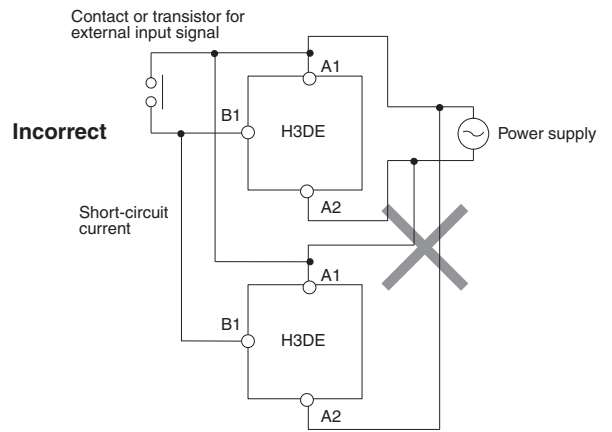 Contact or transistor for
external input signal
A1
B1
H3DE
Incorrect
Power supply
A2
Short-circuit
current
A1
B1
H3DE
A2